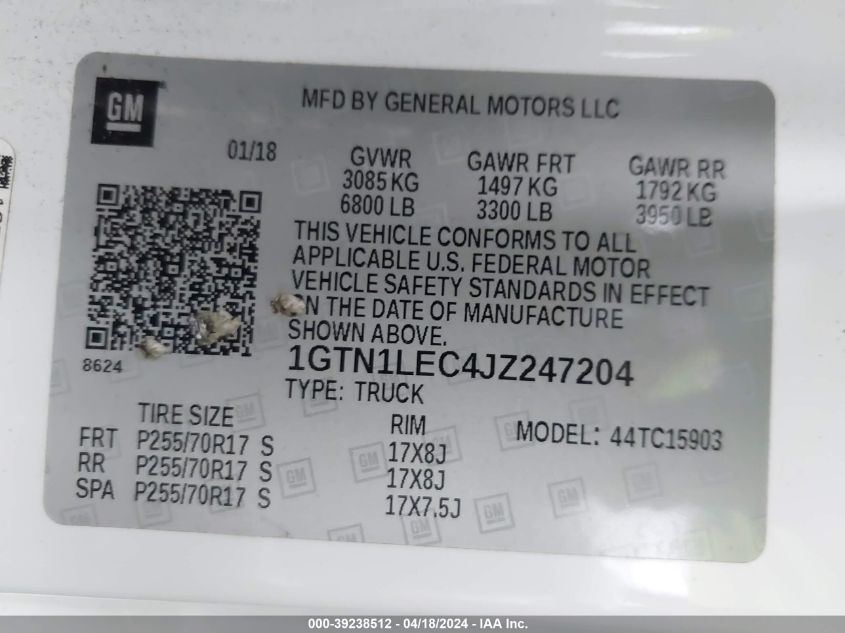 GM
MFD BY GENERAL MOTORS LLC
01/18
GVWR GAWR FRT GAWR RR
3085 KG 1497 KG 1792 KG
6800 LB 3300 LB 3950 LB
THIS VEHICLE CONFORMS TO ALL
APPLICABLE U.S. FEDERAL MOTOR
VEHICLE SAFETY STANDARDS IN EFFECT
ON THE DATE OF MANUFACTURE
SHOWN ABOVE.
8624
1GTN1LEC4JZ247204
TYPE: TRUCK
TIRE SIZE RIM MODEL: 44TC15903
FRT P255/70R17 S 17X8J
RR P255/70R17 S 17X8J
SPA P255/70R17 S 17X7.5J
000-39238512 - 04/18/2024 - IAAI.com